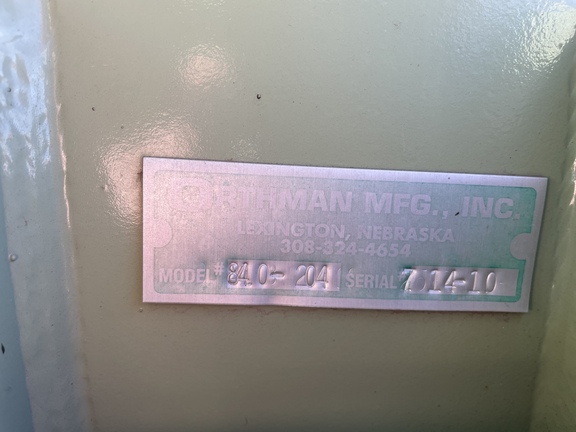 ORTHMAN MFG., INC.
LEXINGTON, NEBRASKA
308-324-4654
MODEL# 840-204 SERIAL